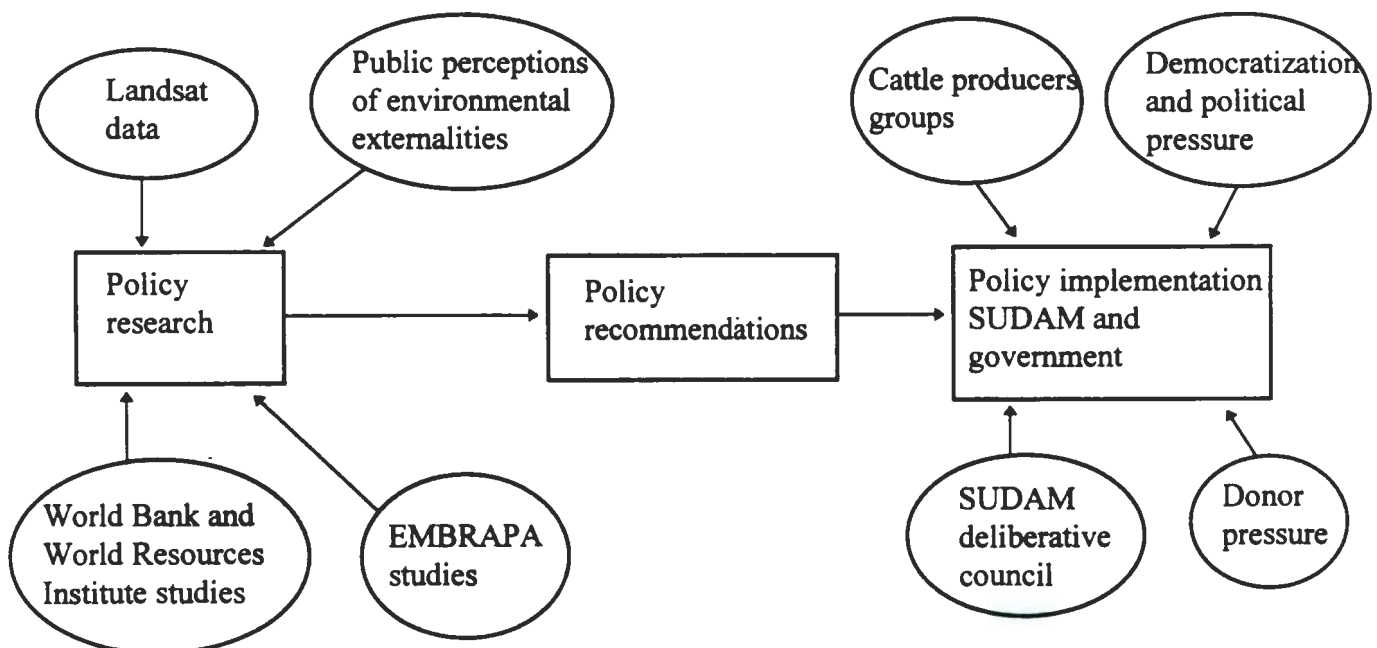 Landsat
data
Public perceptions
of environmental
externalities
Cattle producers
groups
Democratization
and political
pressure
Policy
research
Policy
recommendations
Policy implementation
SUDAM and
government
World Bank and
World Resources
Institute studies
EMBRAPA
studies
SUDAM
deliberative
council
Donor
pressure